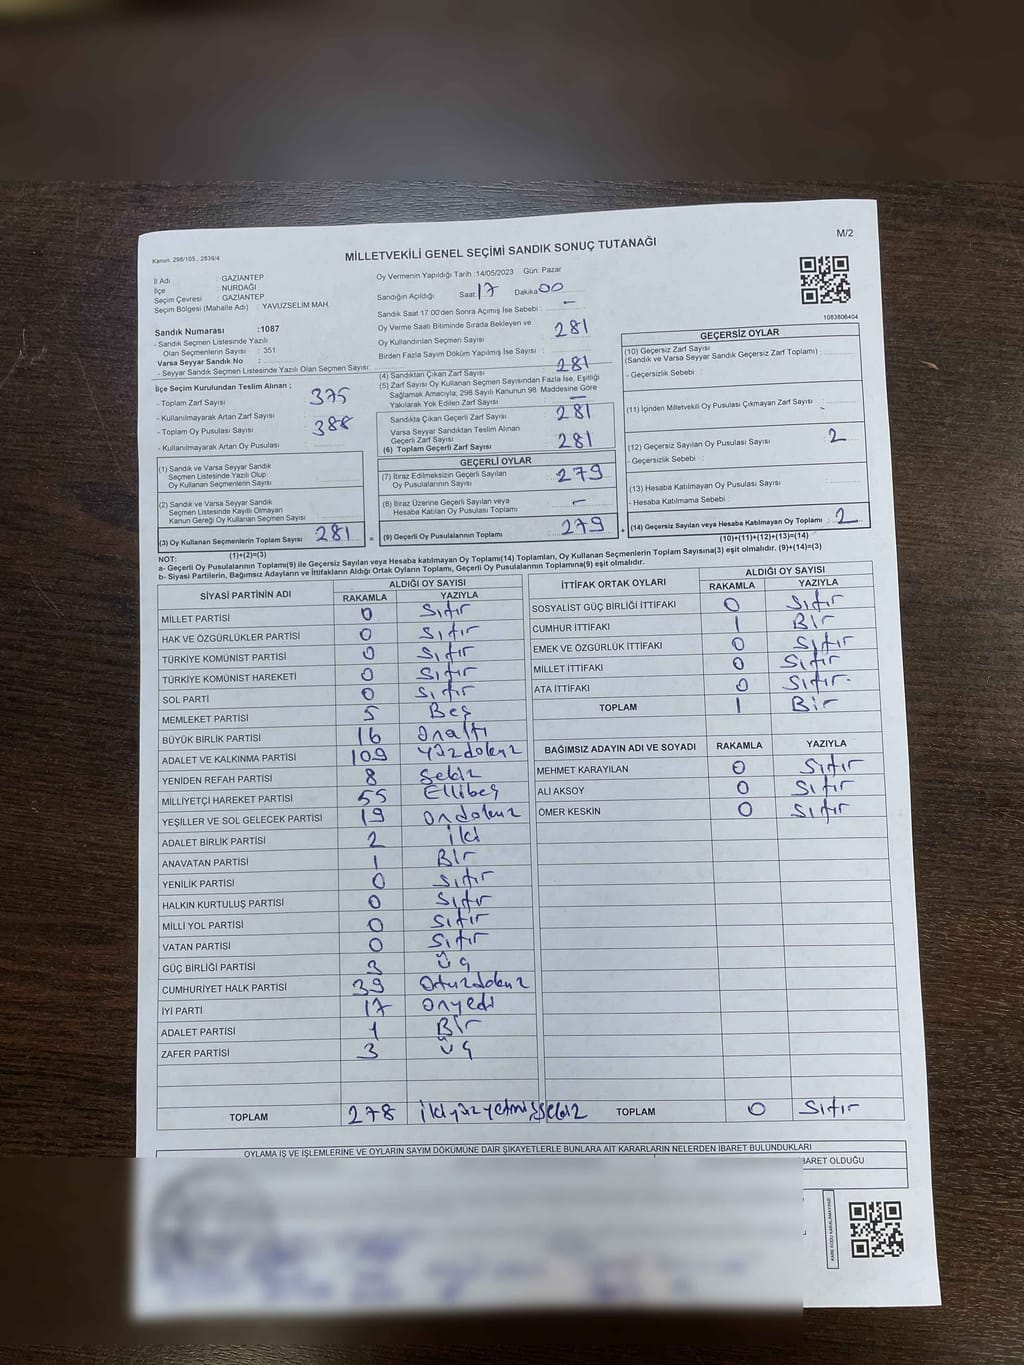 M/2
Kanun. 298/105 , 2839/4
MİLLETVEKİLİ GENEL SEÇİMİ SANDIK SONUÇ TUTANAĞI
İl Adı : GAZİANTEP
İlçe : NURDAĞI
Seçim Çevresi : GAZİANTEP
Seçim Bölgesi (Mahalle Adı) : YAVUZSELİM MAH.
Sandık Numarası :1087
- Sandık Seçmen Listesinde Yazılı
Olan Seçmenlerin Sayısı : 351
Varsa Seyyar Sandık No :
- Seyyar Sandık Seçmen Listesinde Yazılı Olan Seçmen Sayısı :
İlçe Seçim Kurulundan Teslim Alınan ;
- Toplam Zarf Sayısı : 375
- Kullanılmayarak Artan Zarf Sayısı :
- Toplam Oy Pusulası Sayısı : 388
- Kullanılmayarak Artan Oy Pusulası :
(1) Sandık ve Varsa Seyyar Sandık
Seçmen Listesinde Yazılı Olup
Oy Kullanan Seçmenlerin Sayısı :
(2) Sandık ve Varsa Seyyar Sandık
Seçmen Listesinde Kayıtlı Olmayan
Kanun Gereği Oy Kullanan Seçmen Sayısı :
(3) Oy Kullanan Seçmenlerin Toplam Sayısı : 281
(1)+(2)=(3)
Oy Vermenin Yapıldığı Tarih :14/05/2023 Gün: Pazar
Sandığın Açıldığı Saat: 17 Dakika: 00
Sandık Saat 17:00'den Sonra Açımış İse Sebebi : -
Oy Verme Saati Bitiminde Sırada Bekleyen ve
Oy Kullandırılan Seçmen Sayısı : 281
Birden Fazla Sayım Döküm Yapılmış İse Sayısı :
(4) Sandıktan Çıkan Zarf Sayısı : 281
(5) Zarf Sayısı Oy Kullanan Seçmen Sayısından Fazla İse, Eşitliği
Sağlamak Amacıyla, 298 Sayılı Kanunun 98. Maddesine Göre
Yakılarak Yok Edilen Zarf Sayısı : -
Sandıkta Çıkan Geçerli Zarf Sayısı : 281
Varsa Seyyar Sandıktan Teslim Alınan
Geçerli Zarf Sayısı :
(6) Toplam Geçerli Zarf Sayısı : 281
GEÇERLİ OYLAR
(7) İtiraz Edilmeksizin Geçerli Sayılan
Oy Pusulalarının Sayısı : 279
(8) İtiraz Üzerine Geçerli Sayılan veya
Hesaba Katılan Oy Pusulası Toplamı : -
(9) Geçerli Oy Pusulalarının Toplamı : 279
1083806404
GEÇERSİZ OYLAR
(10) Geçersiz Zarf Sayısı
(Sandık ve Varsa Seyyar Sandık Geçersiz Zarf Toplamı) :
- Geçersizlik Sebebi :
(11) İçinden Milletvekili Oy Pusulası Çıkmayan Zarf Sayısı :
(12) Geçersiz Sayılan Oy Pusulası Sayısı : 2
- Geçersizlik Sebebi :
(13) Hesaba Katılmayan Oy Pusulası Sayısı :
- Hesaba Katılmama Sebebi :
(14) Geçersiz Sayılan veya Hesaba Katılmayan Oy Toplamı : 2
(10)+(11)+(12)+(13)=(14)
NOT:
a- Geçerli Oy Pusulalarının Toplamı(9) ile Geçersiz Sayılan veya Hesaba katılmayan Oy Toplamı(14) Toplamları, Oy Kullanan Seçmenlerin Toplam Sayısına(3) eşit olmalıdır. (9)+(14)=(3)
b- Siyasi Partilerin, Bağımsız Adayların ve İttifakların Aldığı Ortak Oyların Toplamı, Geçerli Oy Pusulalarının Toplamına(9) eşit olmalıdır.
SİYASİ PARTİNİN ADI ALDIĞI OY SAYISI
RAKAMLA YAZIYLA
MİLLET PARTİSİ 0 Sıfır
HAK VE ÖZGÜRLÜKLER PARTİSİ 0 Sıfır
TÜRKİYE KOMÜNİST PARTİSİ 0 Sıfır
TÜRKİYE KOMÜNİST HAREKETİ 0 Sıfır
SOL PARTİ 0 Sıfır
MEMLEKET PARTİSİ 5 Beş
BÜYÜK BİRLİK PARTİSİ 16 Onaltı
ADALET VE KALKINMA PARTİSİ 109 Yüzdokuz
YENİDEN REFAH PARTİSİ 8 Sekiz
MİLLİYETÇİ HAREKET PARTİSİ 55 Ellibeş
YEŞİLLER VE SOL GELECEK PARTİSİ 19 Ondokuz
ADALET BİRLİK PARTİSİ 2 İki
ANAVATAN PARTİSİ 1 Bir
YENİLİK PARTİSİ 0 Sıfır
HALKIN KURTULUŞ PARTİSİ 0 Sıfır
MİLLİ YOL PARTİSİ 0 Sıfır
VATAN PARTİSİ 0 Sıfır
GÜÇ BİRLİĞİ PARTİSİ 3 Üç
CUMHURİYET HALK PARTİSİ 39 Otuzdokuz
İYİ PARTİ 17 Onyedi
ADALET PARTİSİ 1 Bir
ZAFER PARTİSİ 3 Üç
TOPLAM 278 İkiyüzyetmişsekiz
İTTİFAK ORTAK OYLARI ALDIĞI OY SAYISI
RAKAMLA YAZIYLA
SOSYALİST GÜÇ BİRLİĞİ İTTİFAKI 0 Sıfır
CUMHUR İTTİFAKI 1 Bir
EMEK VE ÖZGÜRLÜK İTTİFAKI 0 Sıfır
MİLLET İTTİFAKI 0 Sıfır
ATA İTTİFAKI 0 Sıfır
TOPLAM 1 Bir
BAĞIMSIZ ADAYIN ADI VE SOYADI RAKAMLA YAZIYLA
MEHMET KARAYILAN 0 Sıfır
ALİ AKSOY 0 Sıfır
ÖMER KESKİN 0 Sıfır
TOPLAM 0 Sıfır
OYLAMA İŞ VE İŞLEMLERİNE VE OYLARIN SAYIM DÖKÜMÜNE DAİR ŞİKAYETLERLE BUNLARA AİT KARARLARIN NELERDEN İBARET BULUNDUKLARI
BARET OLDUĞU
KARE KODU KARALAMAYINIZ!